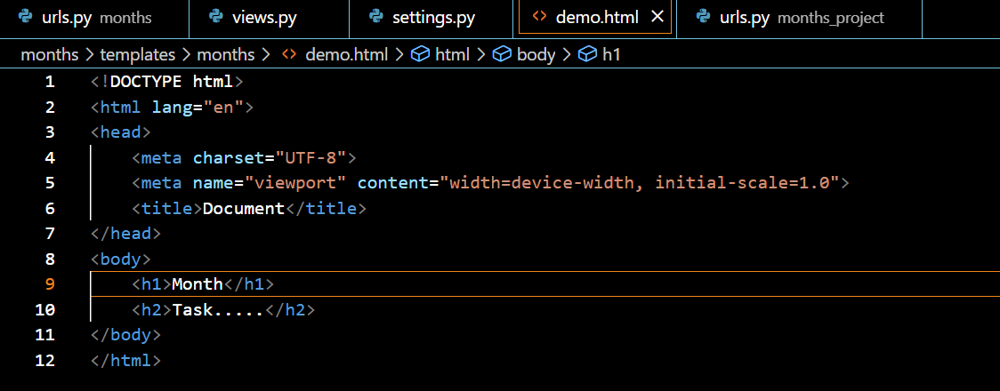 urls.py months views.py settings.py demo.html urls.py months_project
months > templates > months > demo.html > html > body > h1
1 <!DOCTYPE html>
2 <html lang="en">
3 <head>
4     <meta charset="UTF-8">
5     <meta name="viewport" content="width=device-width, initial-scale=1.0">
6     <title>Document</title>
7 </head>
8 <body>
9     <h1>Month</h1>
10     <h2>Task.....</h2>
11 </body>
12 </html>